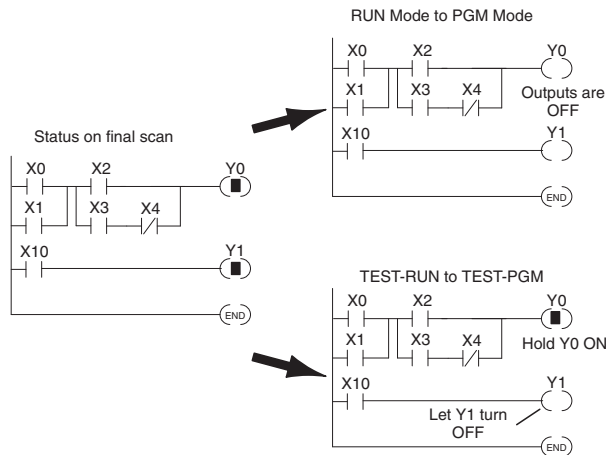 Status on final scan
X0 X2 Y0
X1 X3 X4
X10 Y1
END
RUN Mode to PGM Mode
X0 X2 Y0
X1 X3 X4 Outputs are
OFF
X10 Y1
END
TEST-RUN to TEST-PGM
X0 X2 Y0
X1 X3 X4 Hold Y0 ON
X10 Y1
Let Y1 turn
OFF
END